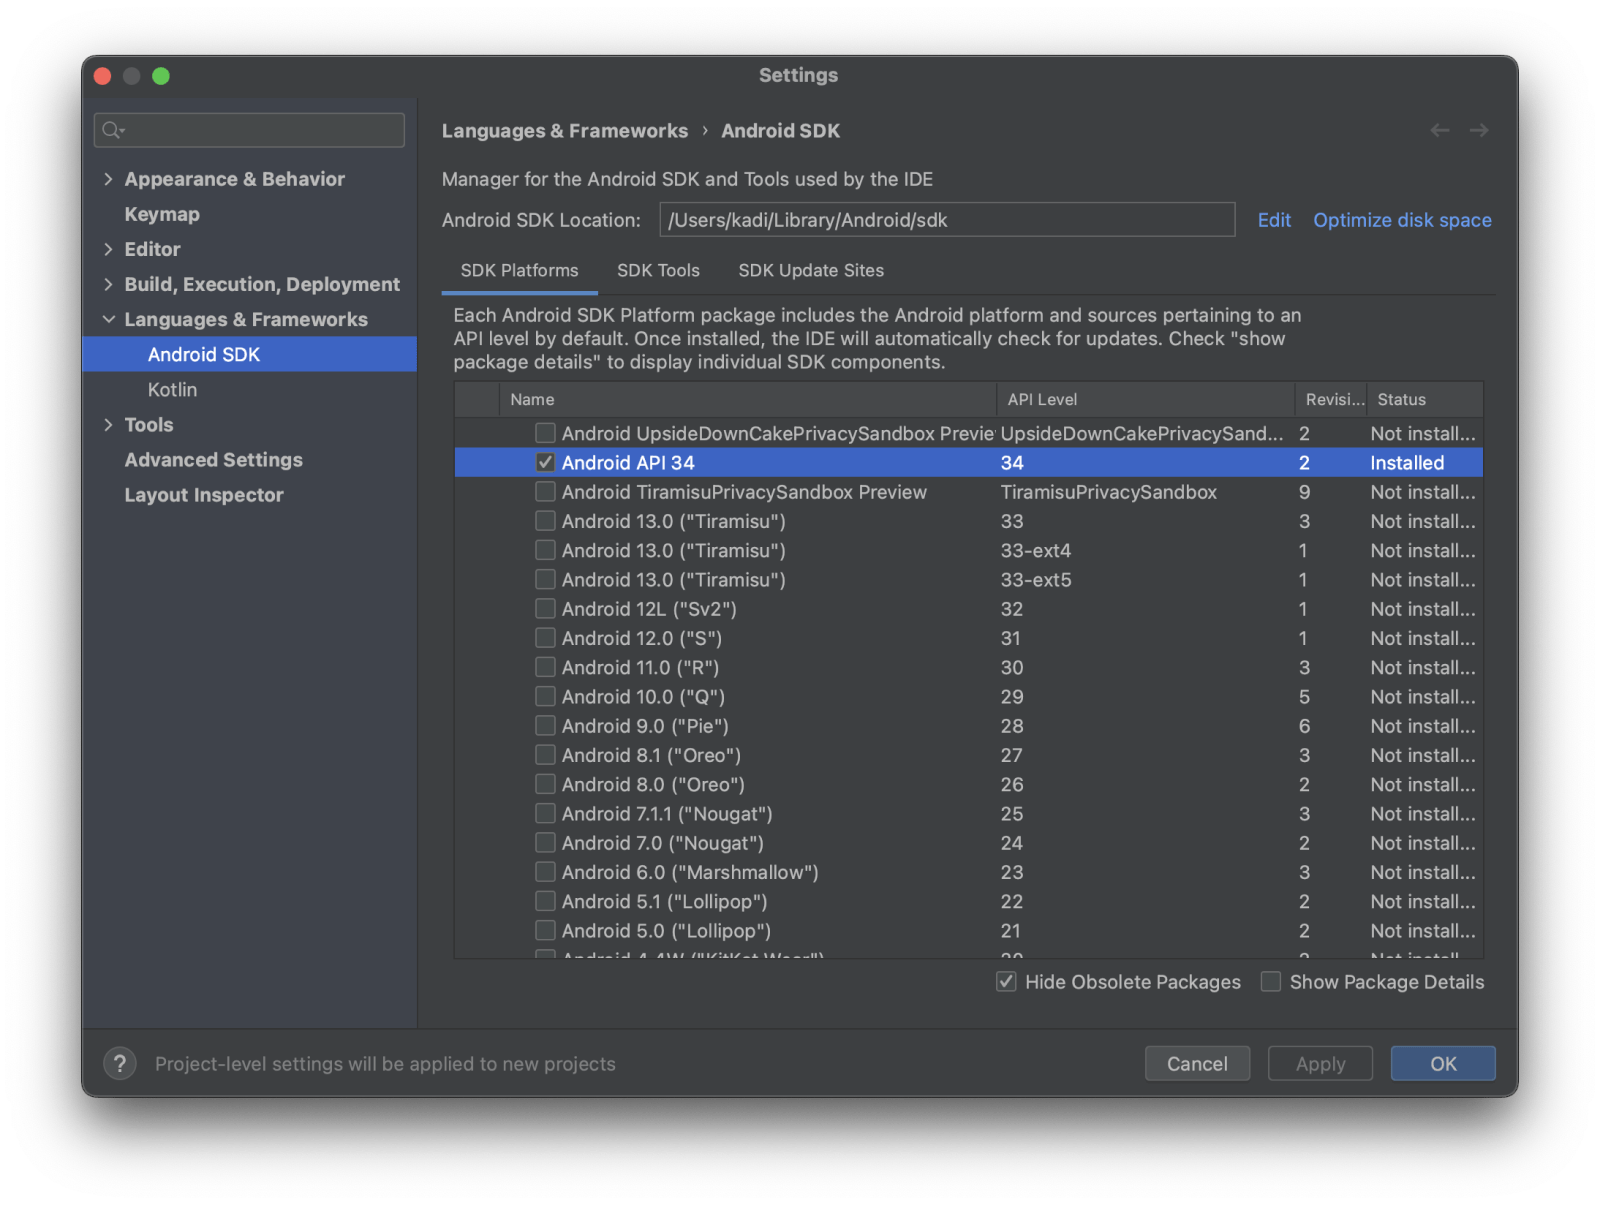 Settings
Appearance & Behavior
Keymap
Editor
Build, Execution, Deployment
Languages & Frameworks
Android SDK
Kotlin
Tools
Advanced Settings
Layout Inspector
Languages & Frameworks › Android SDK
Manager for the Android SDK and Tools used by the IDE
Android SDK Location: /Users/kadi/Library/Android/sdk Edit Optimize disk space
SDK Platforms SDK Tools SDK Update Sites
Each Android SDK Platform package includes the Android platform and sources pertaining to an
API level by default. Once installed, the IDE will automatically check for updates. Check "show
package details" to display individual SDK components.
Name API Level Revisi... Status
Android UpsideDownCakePrivacySandbox Previe UpsideDownCakePrivacySand... 2 Not install...
Android API 34 34 2 Installed
Android TiramisuPrivacySandbox Preview TiramisuPrivacySandbox 9 Not install...
Android 13.0 ("Tiramisu") 33 3 Not install...
Android 13.0 ("Tiramisu") 33-ext4 1 Not install...
Android 13.0 ("Tiramisu") 33-ext5 1 Not install...
Android 12L ("Sv2") 32 1 Not install...
Android 12.0 ("S") 31 1 Not install...
Android 11.0 ("R") 30 3 Not install...
Android 10.0 ("Q") 29 5 Not install...
Android 9.0 ("Pie") 28 6 Not install...
Android 8.1 ("Oreo") 27 3 Not install...
Android 8.0 ("Oreo") 26 2 Not install...
Android 7.1.1 ("Nougat") 25 3 Not install...
Android 7.0 ("Nougat") 24 2 Not install...
Android 6.0 ("Marshmallow") 23 3 Not install...
Android 5.1 ("Lollipop") 22 2 Not install...
Android 5.0 ("Lollipop") 21 2 Not install...
Hide Obsolete Packages Show Package Details
? Project-level settings will be applied to new projects Cancel Apply OK